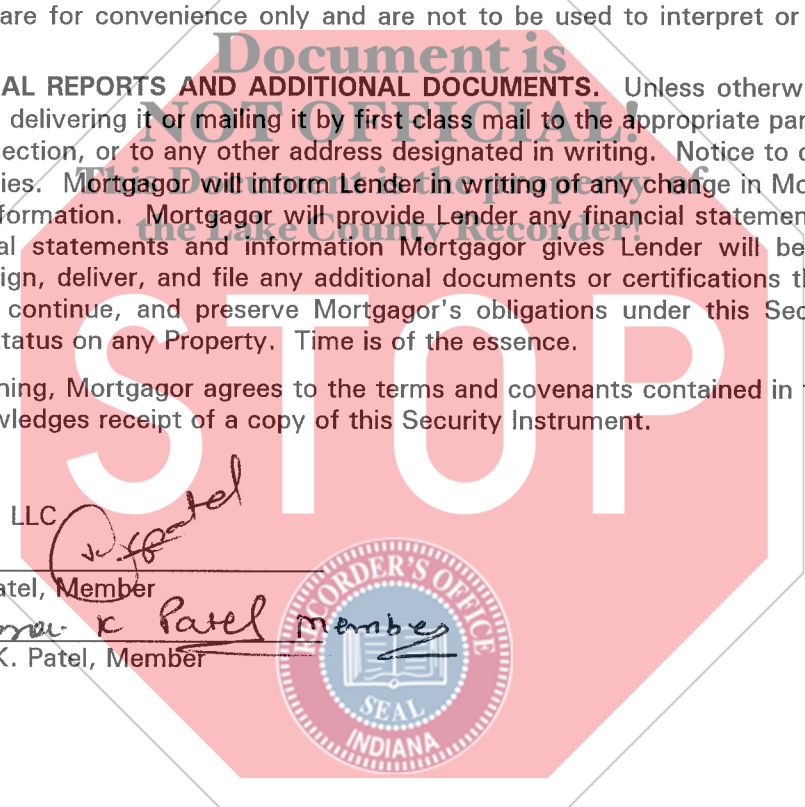 are for convenience only and are not to be used to interpret or
Document is
AL REPORTS AND ADDITIONAL DOCUMENTS. Unless otherw
NOT OFFICIAL!
delivering it or mailing it by first class mail to the appropriate par
ection, or to any other address designated in writing. Notice to
This Document is the property of
ies. Mortgagor will inform Lender in writing of any change in Mo
formation. Mortgagor will provide Lender any financial statemen
the Lake County Recorder!
al statements and information Mortgagor gives Lender will be
ign, deliver, and file any additional documents or certifications th
continue, and preserve Mortgagor's obligations under this Sec
tatus on any Property. Time is of the essence.
STOP
ning, Mortgagor agrees to the terms and covenants contained in
wledges receipt of a copy of this Security Instrument.
LLC
patel
atel, Member
K Patel Member
K. Patel, Member
RECORDER'S OFFICE
SEAL
INDIANA